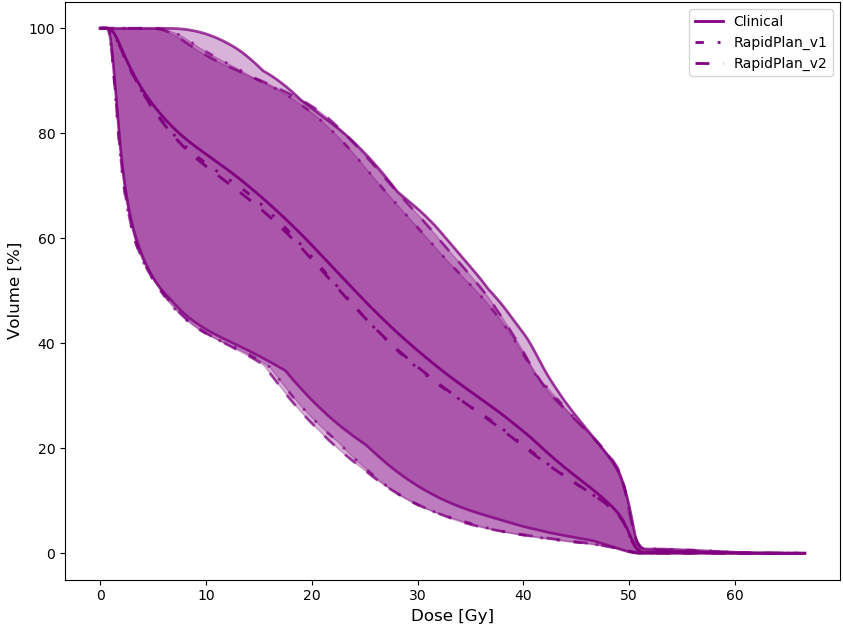 100
80
60
40
20
0
Volume [%]
0 10 20 30 40 50 60
Dose [Gy]
Clinical
RapidPlan_v1
RapidPlan_v2